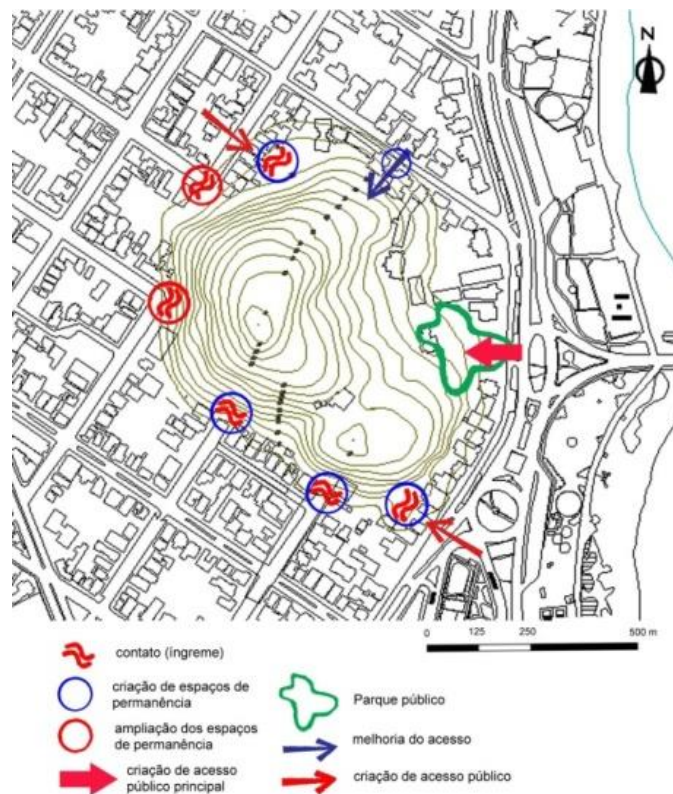 N
0 125 250 500 m
contato (íngreme)
criação de espaços de
permanência
ampliação dos espaços
de permanência
criação de acesso
público principal
Parque público
melhoria do acesso
criação de acesso público